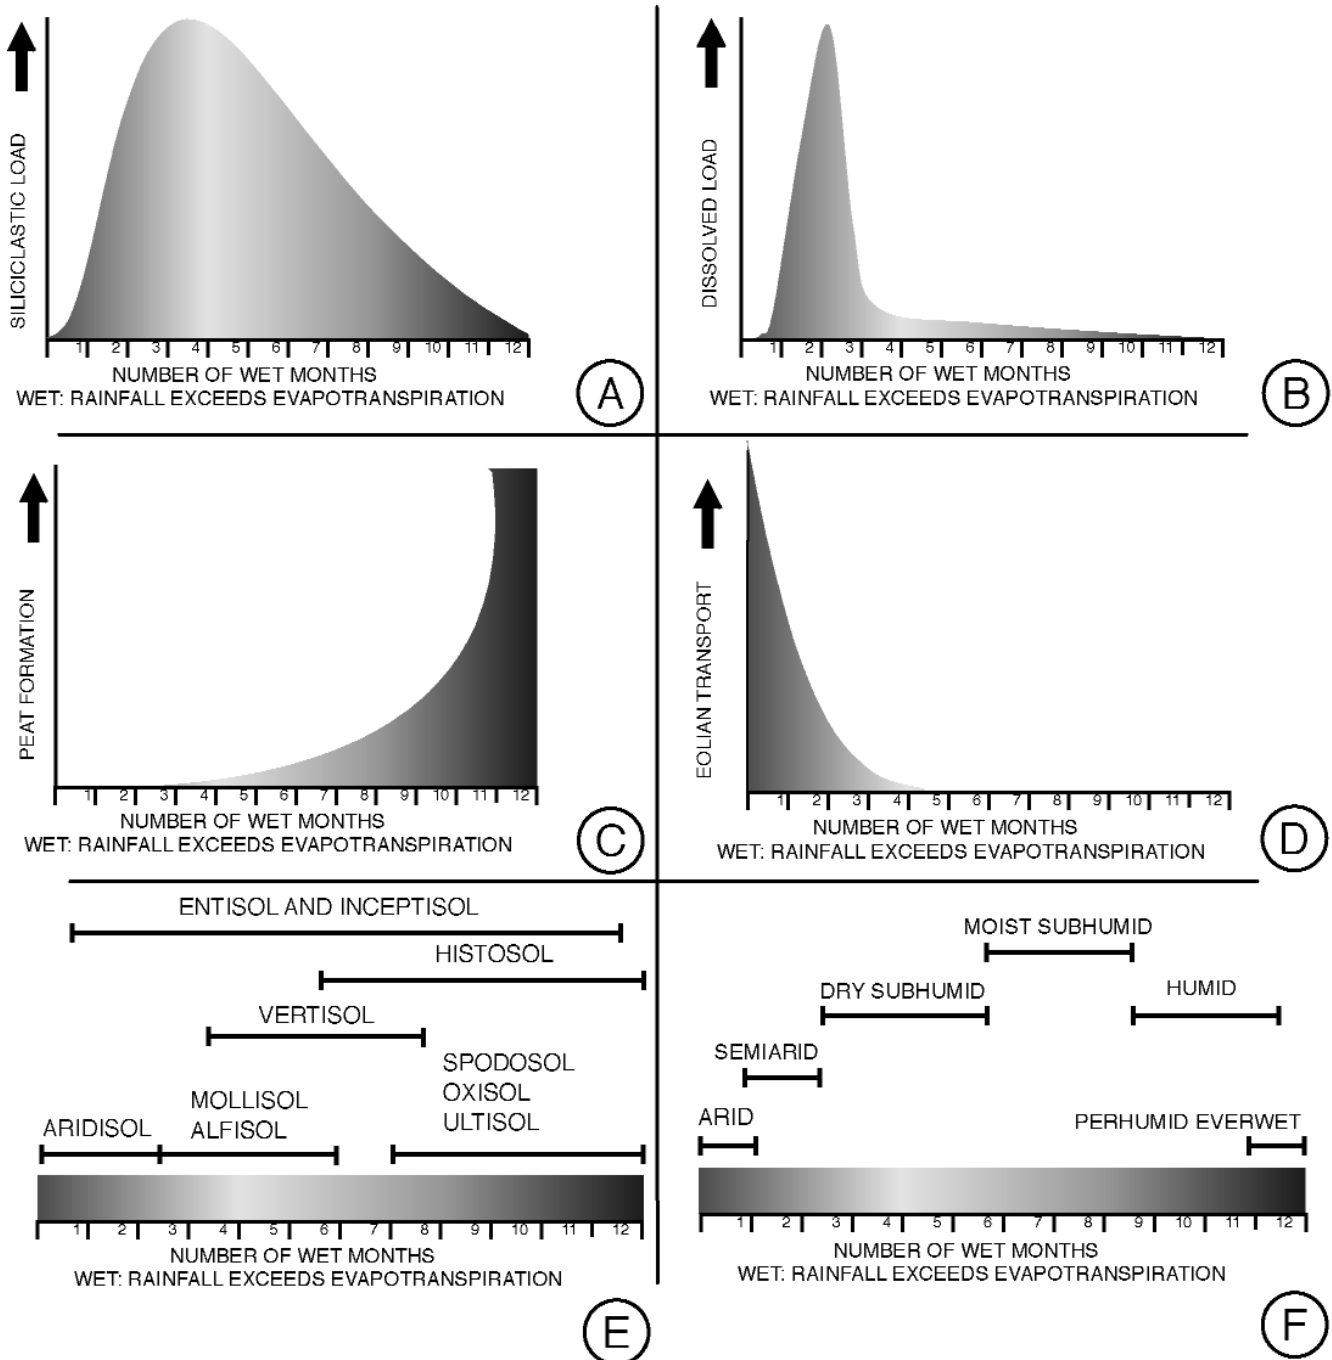 SILICICLASTIC LOAD
1 2 3 4 5 6 7 8 9 10 11 12
NUMBER OF WET MONTHS
WET: RAINFALL EXCEEDS EVAPOTRANSPIRATION
A
DISSOLVED LOAD
1 2 3 4 5 6 7 8 9 10 11 12
NUMBER OF WET MONTHS
WET: RAINFALL EXCEEDS EVAPOTRANSPIRATION
B
PEAT FORMATION
1 2 3 4 5 6 7 8 9 10 11 12
NUMBER OF WET MONTHS
WET: RAINFALL EXCEEDS EVAPOTRANSPIRATION
C
EOLIAN TRANSPORT
1 2 3 4 5 6 7 8 9 10 11 12
NUMBER OF WET MONTHS
WET: RAINFALL EXCEEDS EVAPOTRANSPIRATION
D
ENTISOL AND INCEPTISOL
HISTOSOL
VERTISOL
SPODOSOL
OXISOL
ULTISOL
MOLLISOL
ALFISOL
ARIDISOL
1 2 3 4 5 6 7 8 9 10 11 12
NUMBER OF WET MONTHS
WET: RAINFALL EXCEEDS EVAPOTRANSPIRATION
E
MOIST SUBHUMID
DRY SUBHUMID
HUMID
SEMIARID
ARID
PERHUMID EVERWET
1 2 3 4 5 6 7 8 9 10 11 12
NUMBER OF WET MONTHS
WET: RAINFALL EXCEEDS EVAPOTRANSPIRATION
F